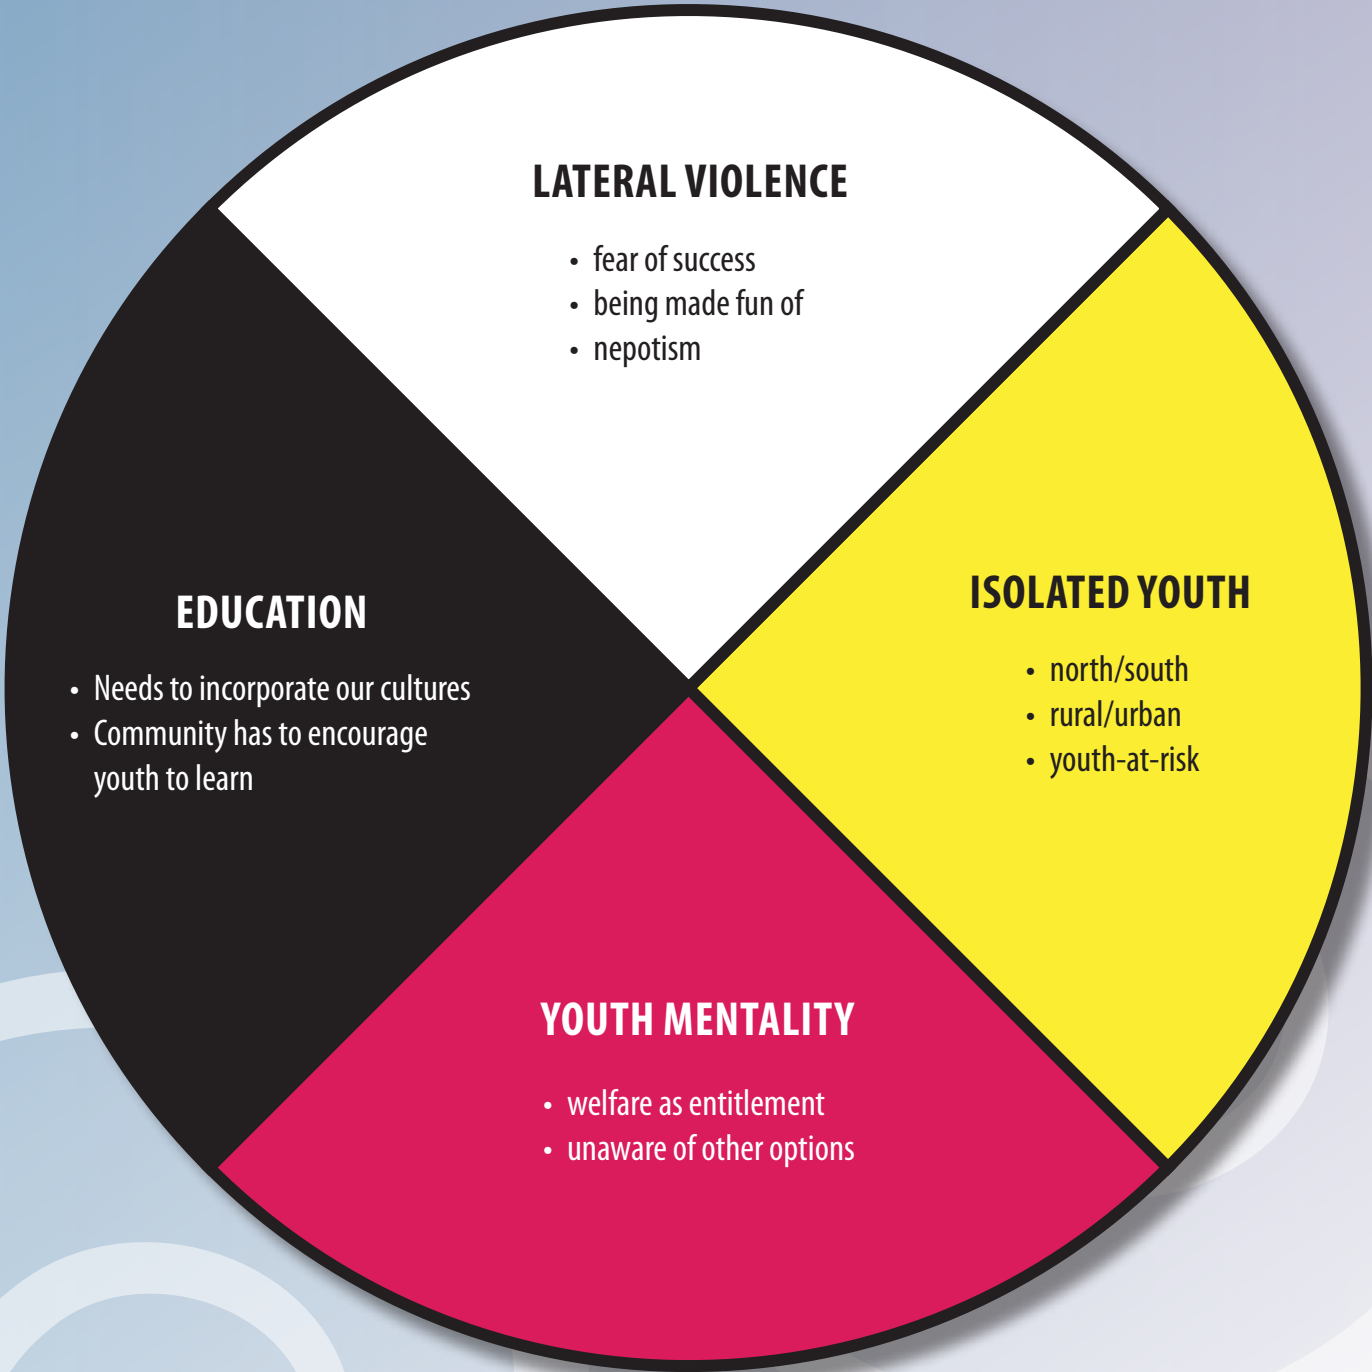 LATERAL VIOLENCE
• fear of success
• being made fun of
• nepotism
ISOLATED YOUTH
• north/south
• rural/urban
• youth-at-risk
EDUCATION
• Needs to incorporate our cultures
• Community has to encourage
youth to learn
YOUTH MENTALITY
• welfare as entitlement
• unaware of other options